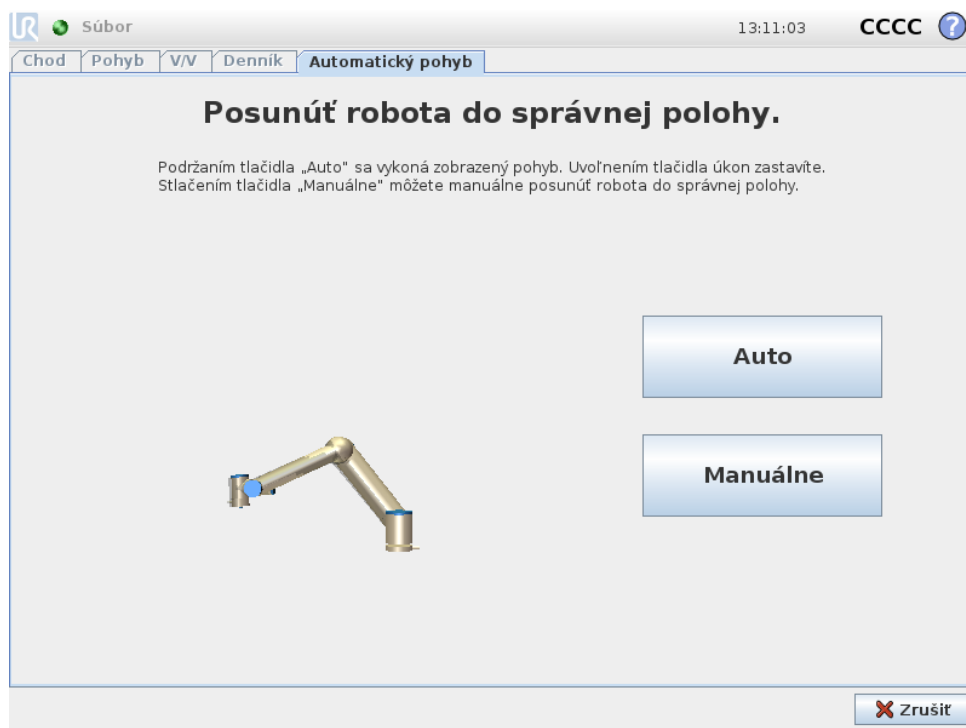 UR Súbor 13:11:03 CCCC ?
Chod Pohyb V/V Denník Automatický pohyb
Posunúť robota do správnej polohy.
Podržaním tlačidla „Auto" sa vykoná zobrazený pohyb. Uvoľnením tlačidla úkon zastavíte.
Stlačením tlačidla „Manuálne" môžete manuálne posunúť robota do správnej polohy.
Auto
Manuálne
Zrušiť